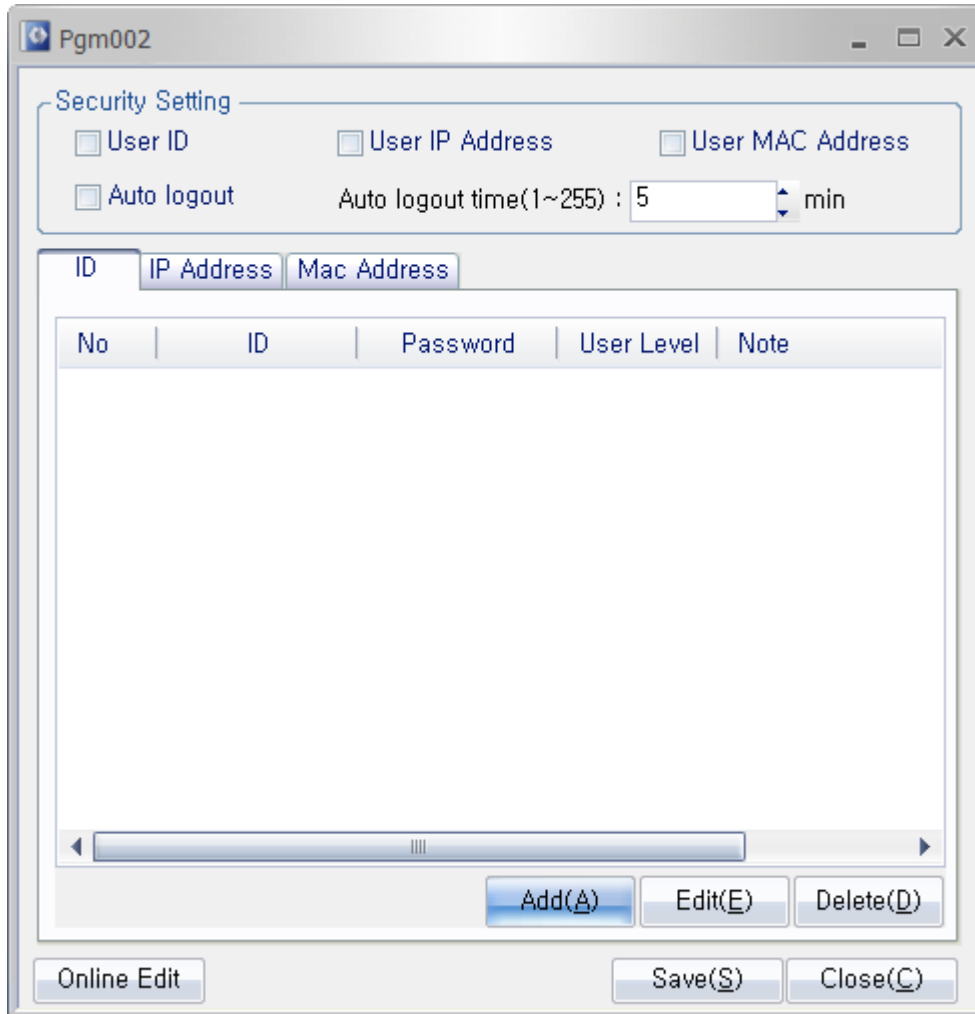 Pgm002
Security Setting
User ID User IP Address User MAC Address
Auto logout Auto logout time(1~255) : 5 min
ID IP Address Mac Address
No ID Password User Level Note
Add(A) Edit(E) Delete(D)
Online Edit Save(S) Close(C)